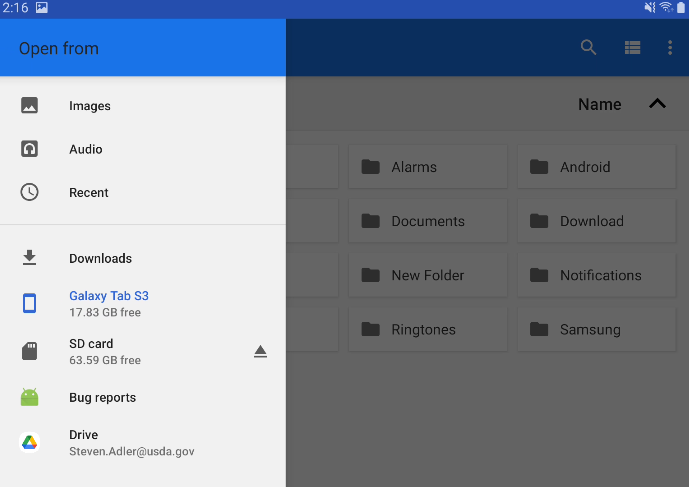 2:16
Open from
Images
Audio
Recent
Downloads
Galaxy Tab S3
17.83 GB free
SD card
63.59 GB free
Bug reports
Drive
Steven.Adler@usda.gov
Name
Alarms
Android
Documents
Download
New Folder
Notifications
Ringtones
Samsung